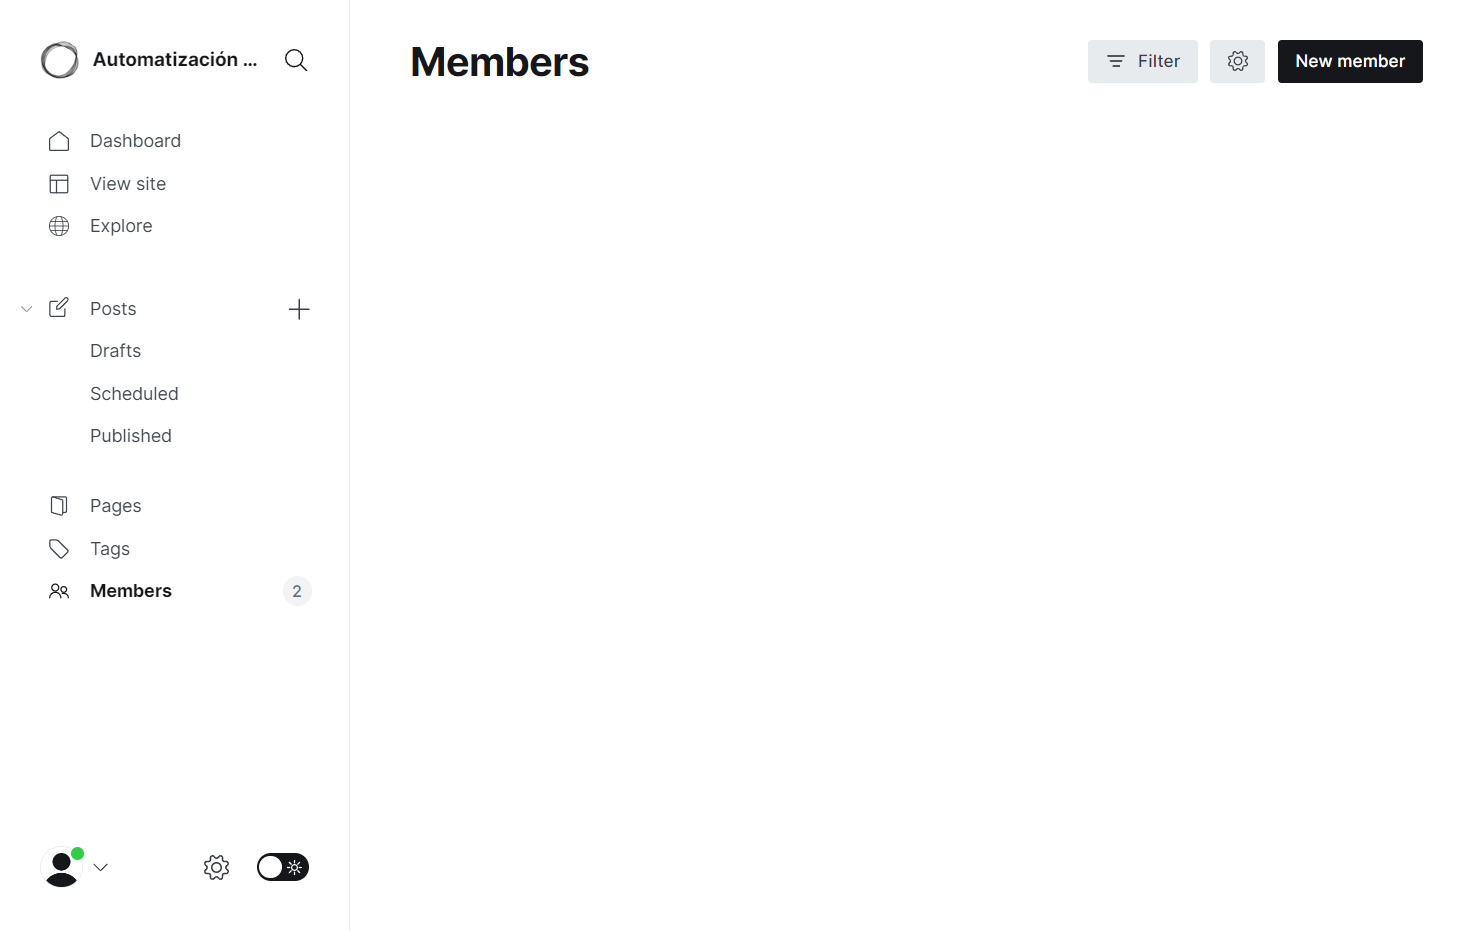 Automatización ...
Dashboard
View site
Explore
Posts
Drafts
Scheduled
Published
Pages
Tags
Members
2
Members
Filter
New member